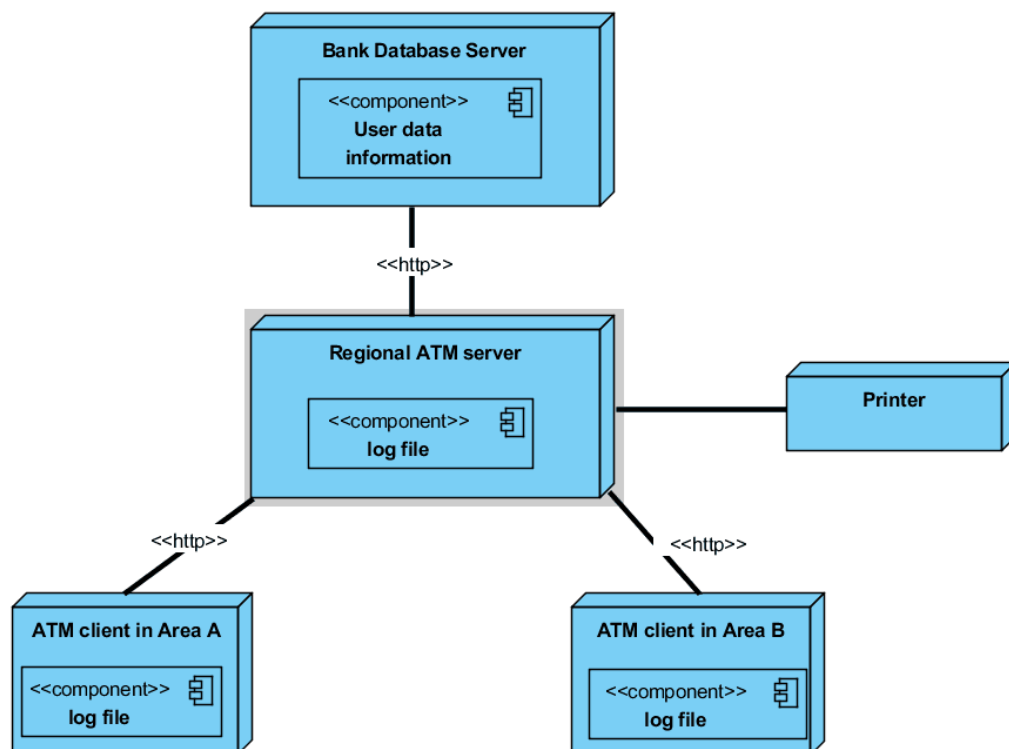 Bank Database Server
<<component>>
User data
information
<<http>>
Regional ATM server
<<component>>
log file
Printer
<<http>>
<<http>>
ATM client in Area A
<<component>>
log file
ATM client in Area B
<<component>>
log file